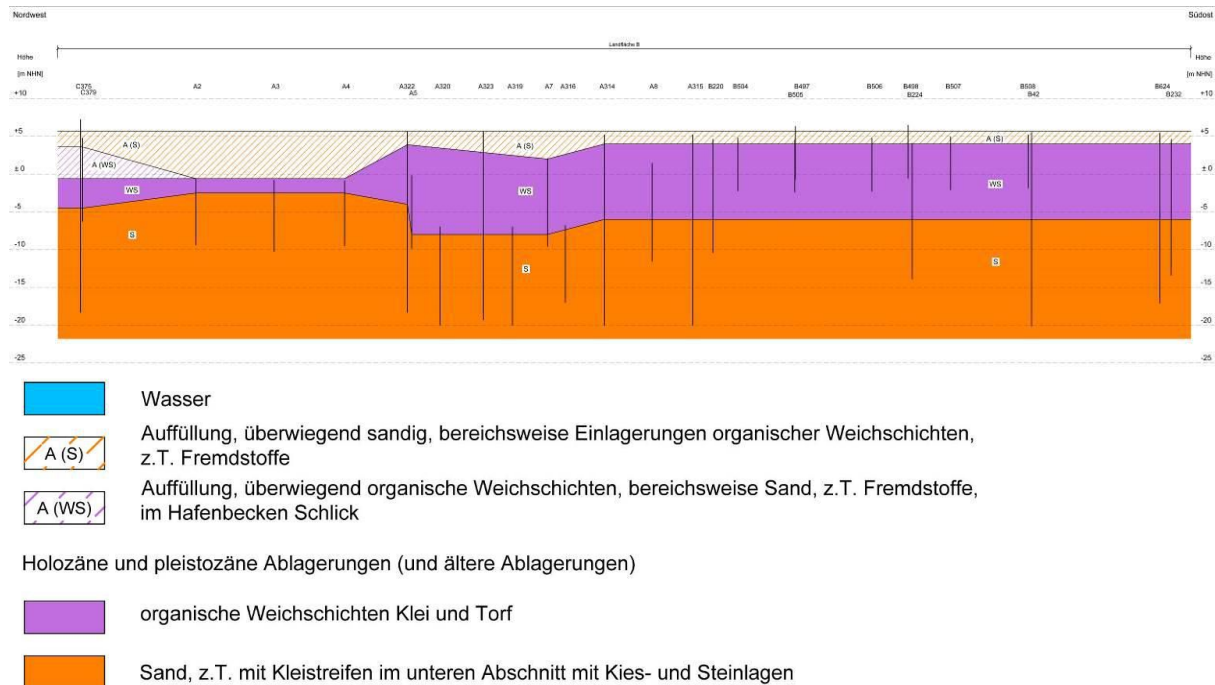 Nordwest Südost
Landfläche B
Höhe Höhe
[m NHN] [m NHN]
C375 A2 A3 A4 A322 A320 A323 A319 A7 A316 A314 A8 A315 B220 B504 B497 B506 B498 B507 B508 B624
C379 A5 B505 B224 B42 B232
+10 +10
+5 +5
A (S) A (S) A (S)
A (WS)
± 0 ± 0
WS WS WS
-5 -5
S S S
-10 -10
-15 -15
-20 -20
-25 -25
Wasser
Auffüllung, überwiegend sandig, bereichsweise Einlagerungen organischer Weichschichten,
A (S) z.T. Fremdstoffe
Auffüllung, überwiegend organische Weichschichten, bereichsweise Sand, z.T. Fremdstoffe,
A (WS) im Hafenbecken Schlick
Holozäne und pleistozäne Ablagerungen (und ältere Ablagerungen)
organische Weichschichten Klei und Torf
Sand, z.T. mit Kleistreifen im unteren Abschnitt mit Kies- und Steinlagen